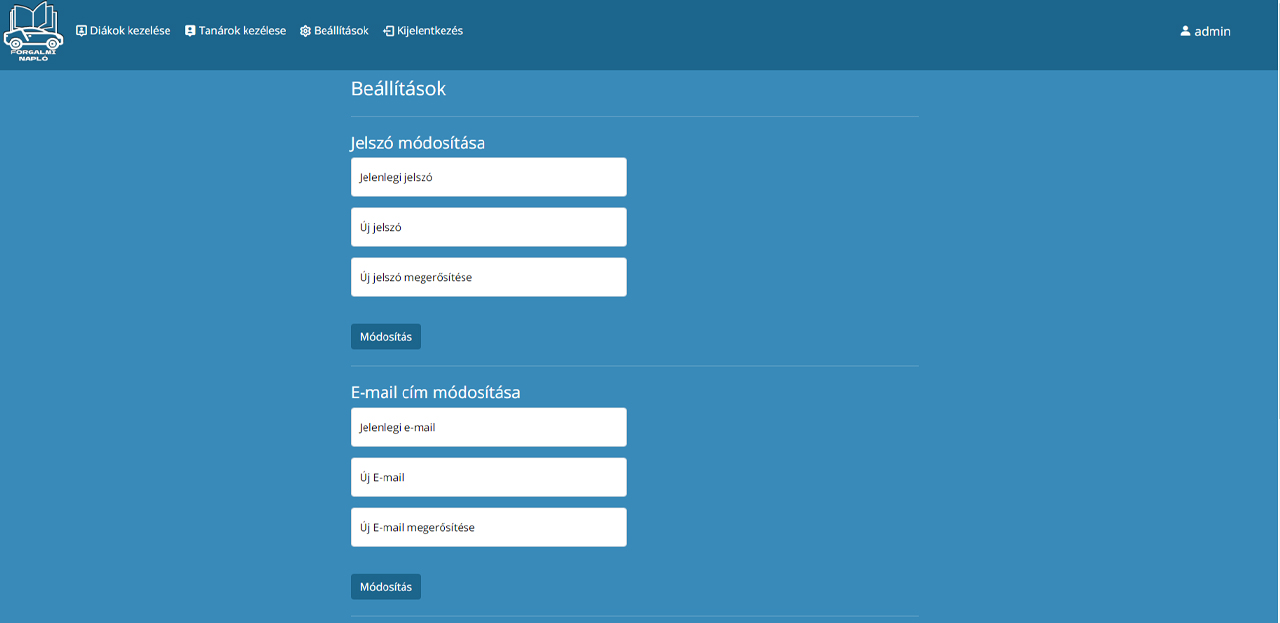 FORGALMI
NAPLÓ
Diákok kezelése
Tanárok kezélese
Beállítások
Kijelentkezés
admin
Beállítások
Jelszó módosítása
Jelenlegi jelszó
Új jelszó
Új jelszó megerősítése
Módosítás
E-mail cím módosítása
Jelenlegi e-mail
Új E-mail
Új E-mail megerősítése
Módosítás